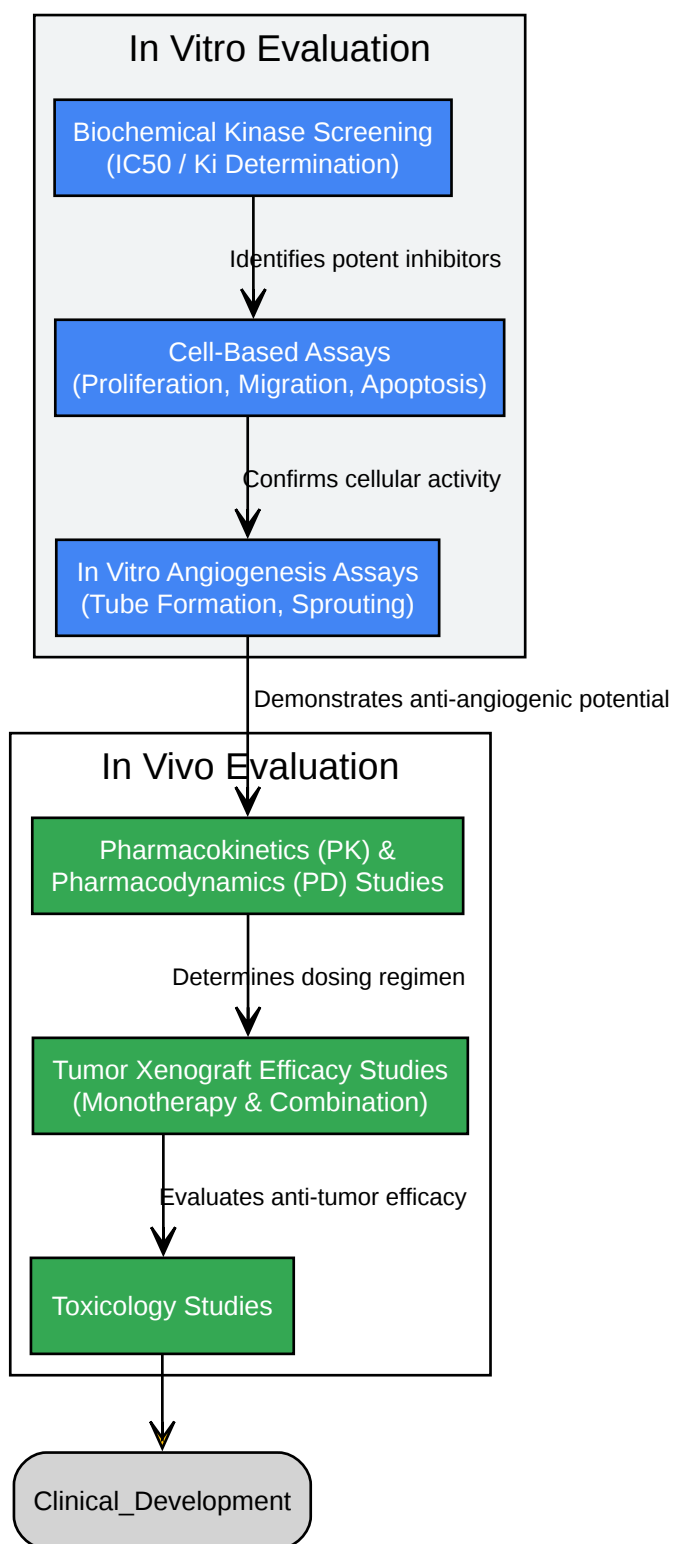 In Vitro Evaluation
Biochemical Kinase Screening
(IC50 / Ki Determination)
Identifies potent inhibitors
Cell-Based Assays
(Proliferation, Migration, Apoptosis)
Confirms cellular activity
In Vitro Angiogenesis Assays
(Tube Formation, Sprouting)
Demonstrates anti-angiogenic potential
In Vivo Evaluation
Pharmacokinetics (PK) &
Pharmacodynamics (PD) Studies
Determines dosing regimen
Tumor Xenograft Efficacy Studies
(Monotherapy & Combination)
Evaluates anti-tumor efficacy
Toxicology Studies
Clinical_Development